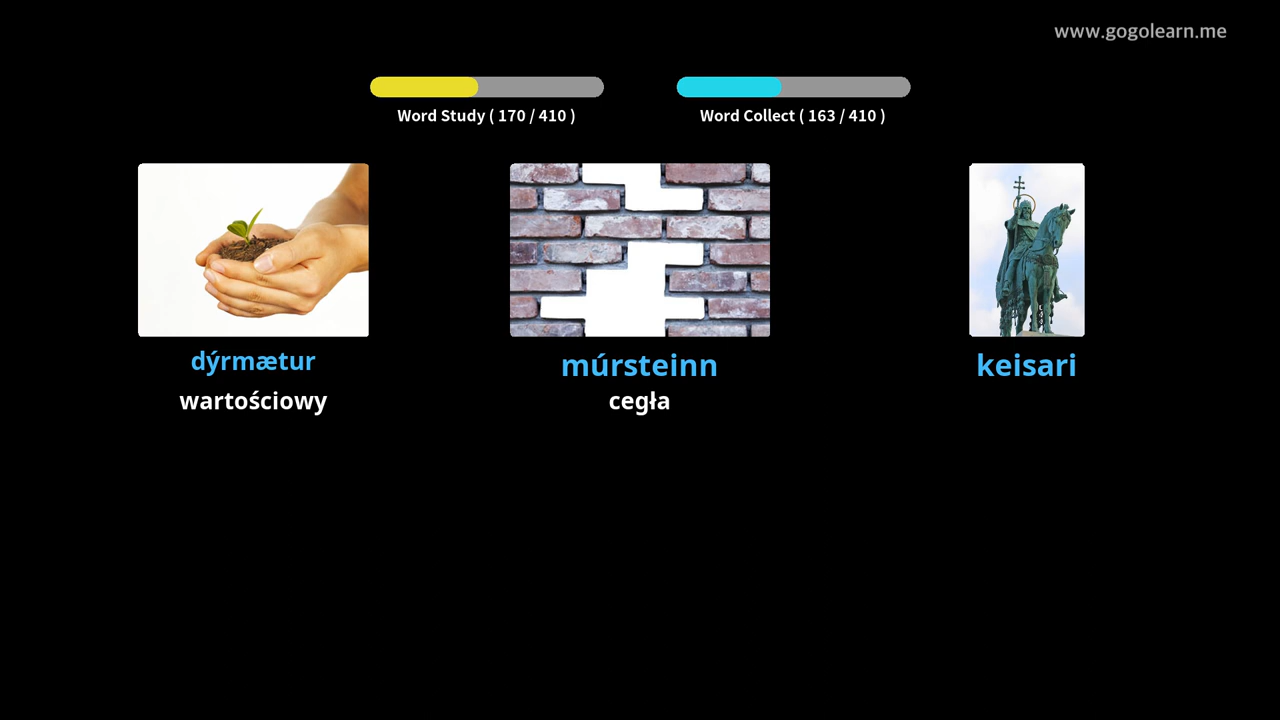 www.gogolearn.me
Word Study ( 170 / 410 )
Word Collect ( 163 / 410 )
dýrmætur
wartościowy
múrsteinn
cegła
keisari